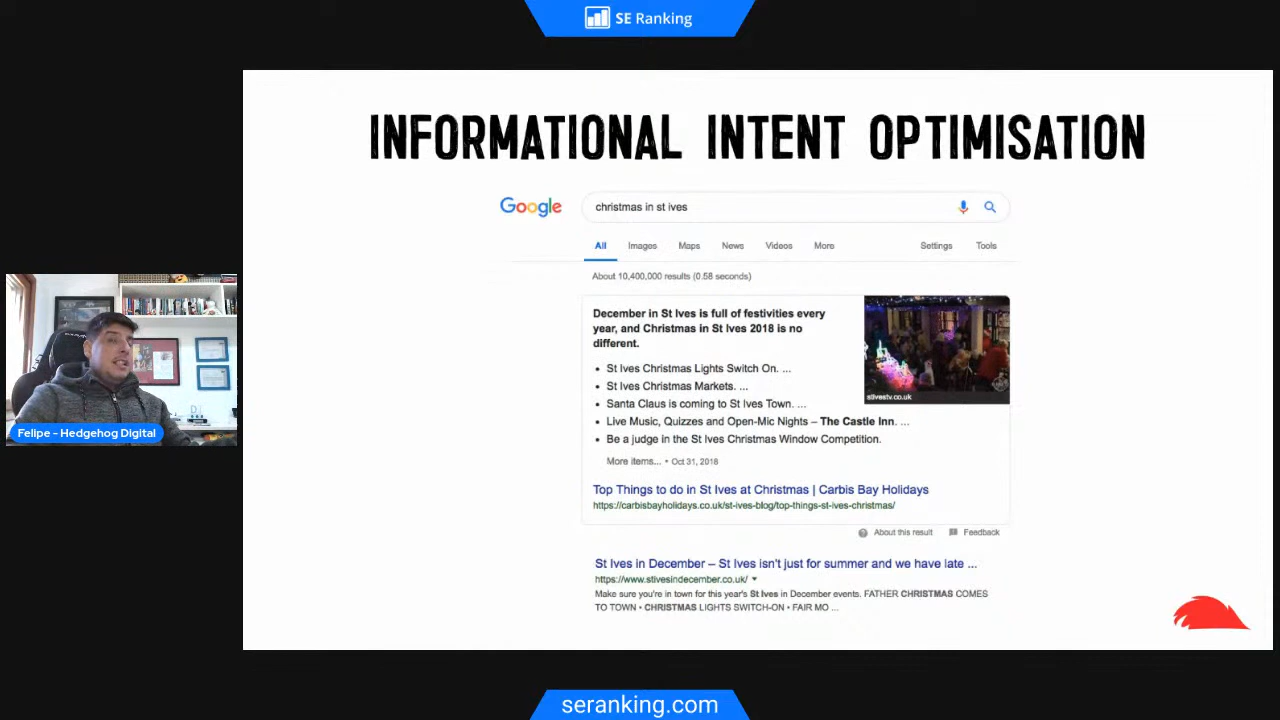 SE Ranking
INFORMATIONAL INTENT OPTIMISATION
Google
christmas in st ives
All Images Maps News Videos More Settings Tools
About 10,400,000 results (0.58 seconds)
December in St Ives is full of festivities every
year, and Christmas in St Ives 2018 is no
different.
• St Ives Christmas Lights Switch On. ...
• St Ives Christmas Markets. ...
• Santa Claus is coming to St Ives Town. ...
• Live Music, Quizzes and Open-Mic Nights – The Castle Inn. ...
• Be a judge in the St Ives Christmas Window Competition.
More items... • Oct 31, 2018
stivestv.co.uk
Top Things to do in St Ives at Christmas | Carbis Bay Holidays
https://carbisbayholidays.co.uk/st-ives-blog/top-things-st-ives-christmas/
About this result Feedback
St Ives in December – St Ives isn't just for summer and we have late ...
https://www.stivesindecember.co.uk/
Make sure you're in town for this year's St Ives in December events. FATHER CHRISTMAS COMES
TO TOWN • CHRISTMAS LIGHTS SWITCH-ON • FAIR MO ...
Felipe - Hedgehog Digital
seranking.com